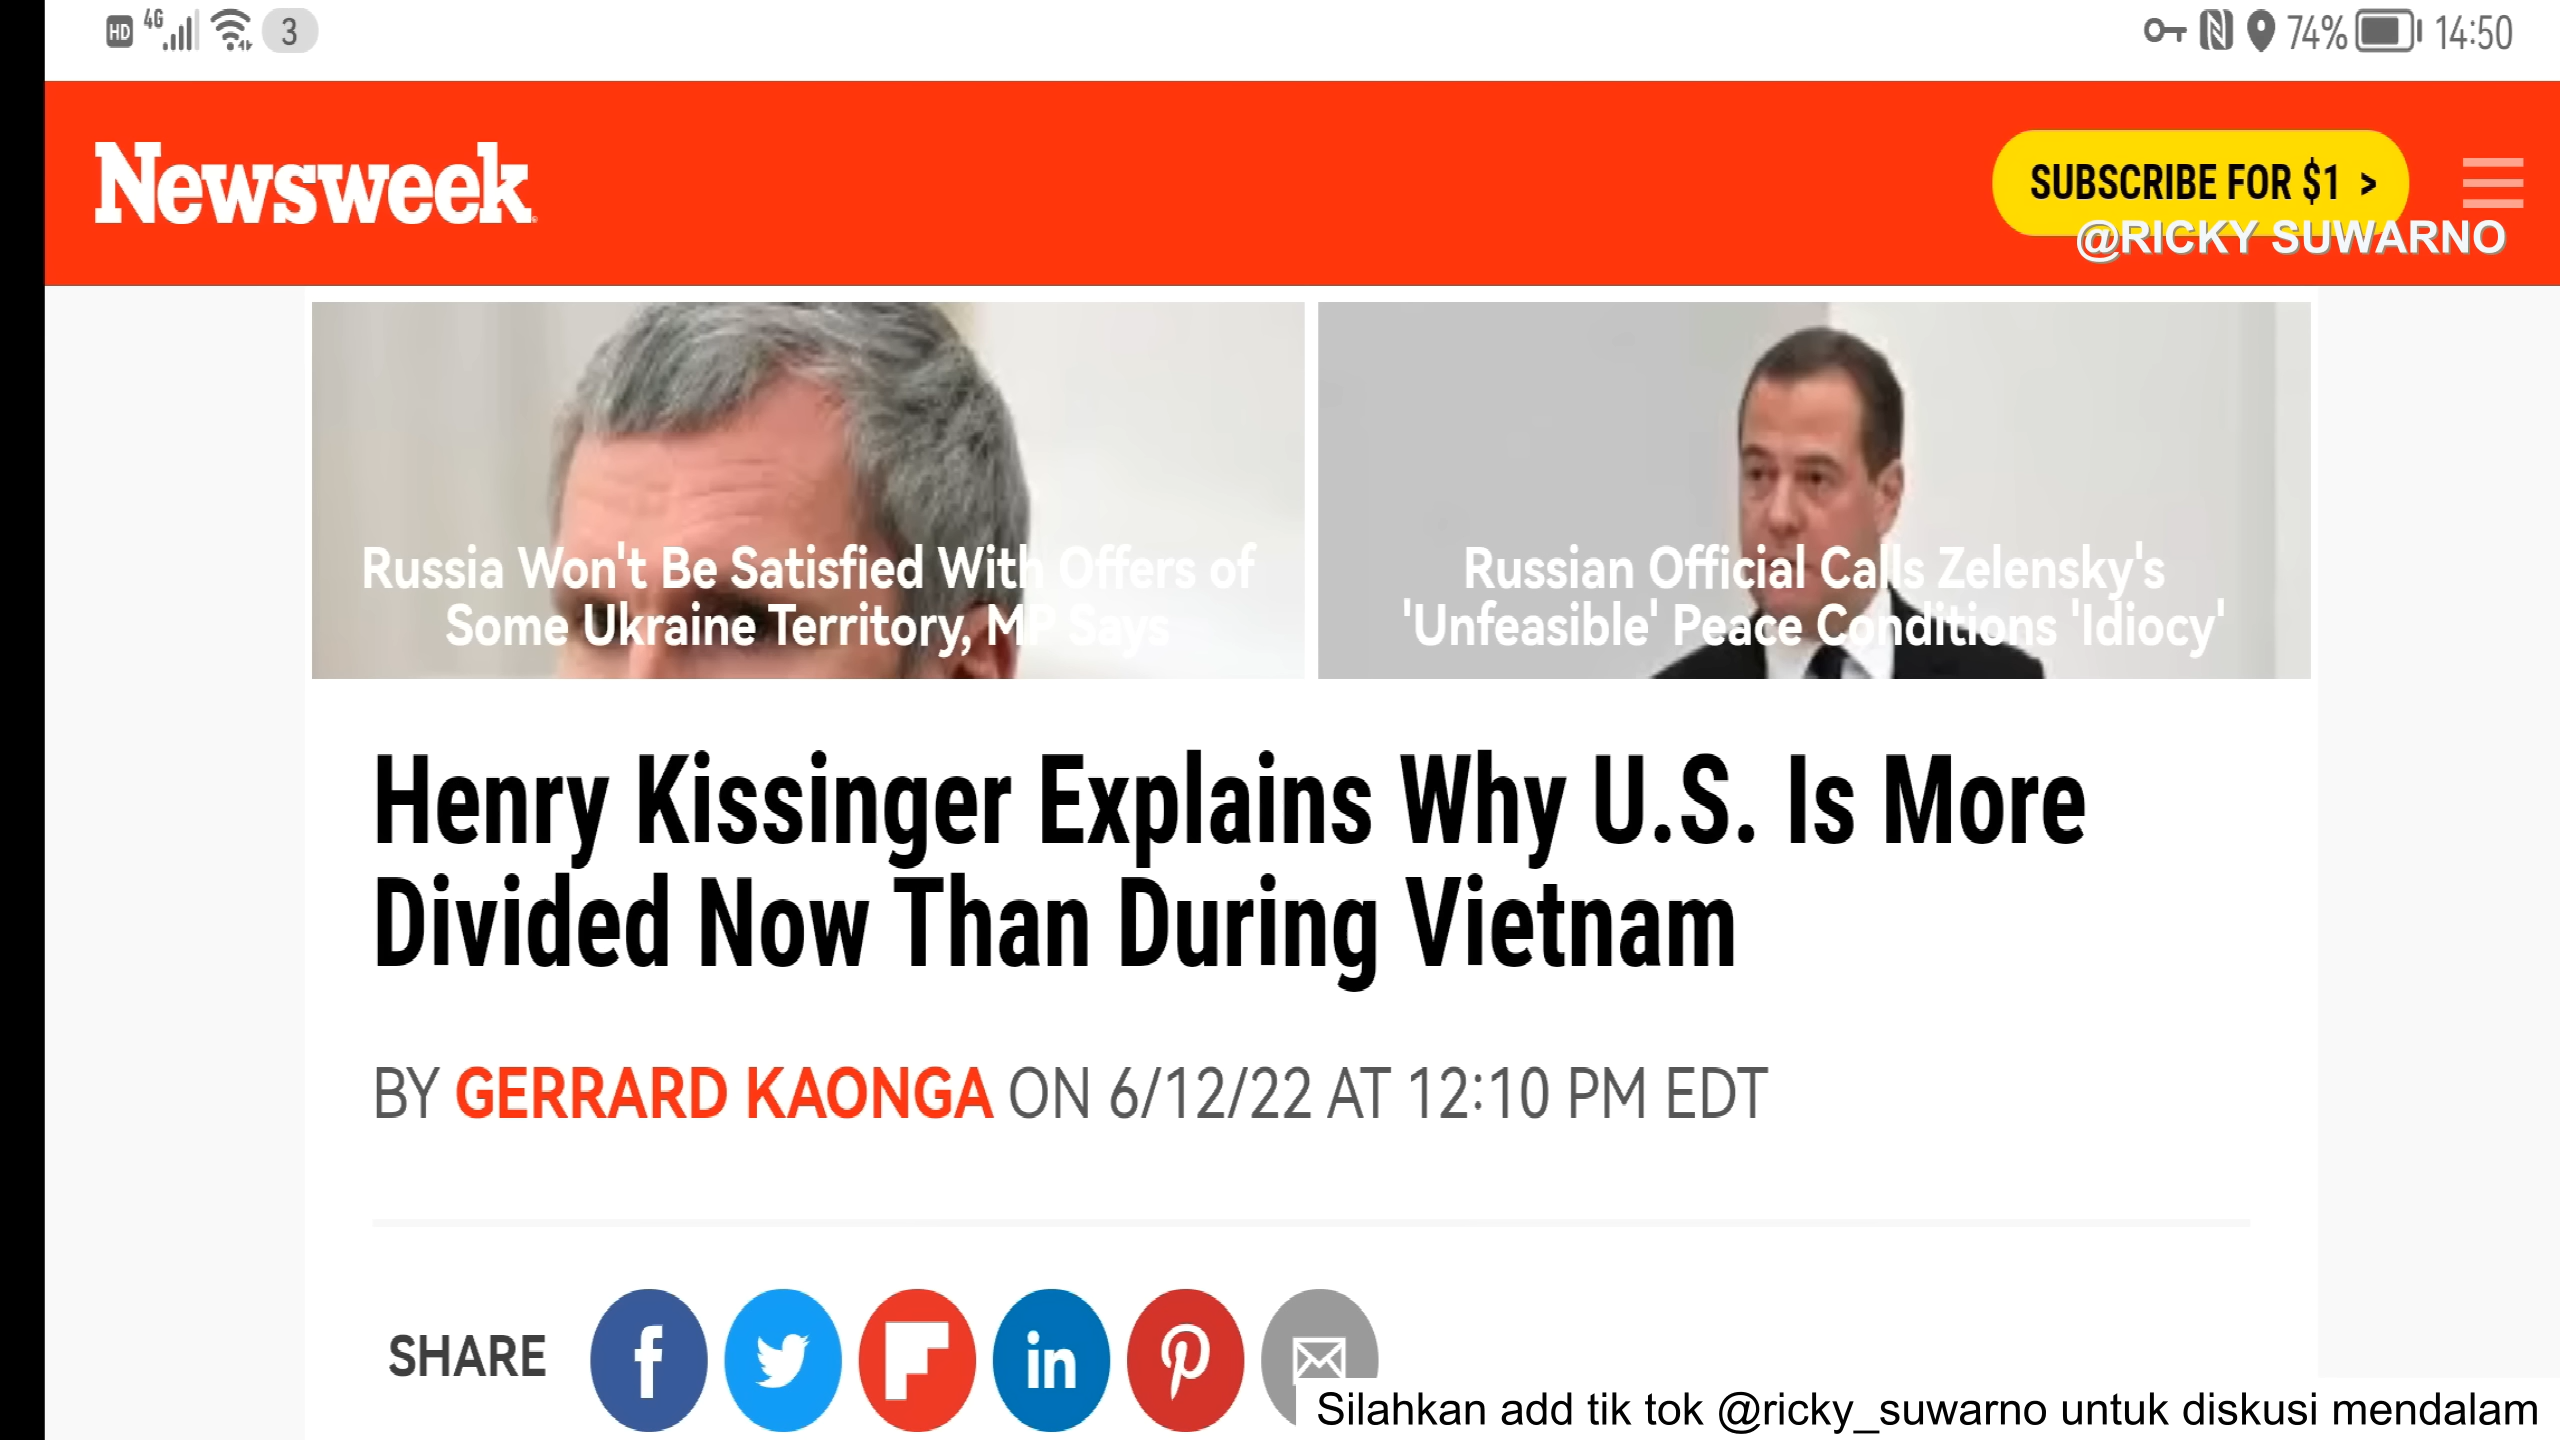 HD 4G 3 74% 14:50
Newsweek
SUBSCRIBE FOR $1 >
@RICKY SUWARNO
Russia Won't Be Satisfied With Offers of
Some Ukraine Territory, MP Says
Russian Official Calls Zelensky's
'Unfeasible' Peace Conditions 'Idiocy'
Henry Kissinger Explains Why U.S. Is More
Divided Now Than During Vietnam
BY GERRARD KAONGA ON 6/12/22 AT 12:10 PM EDT
SHARE
Silahkan add tik tok @ricky_suwarno untuk diskusi mendalam